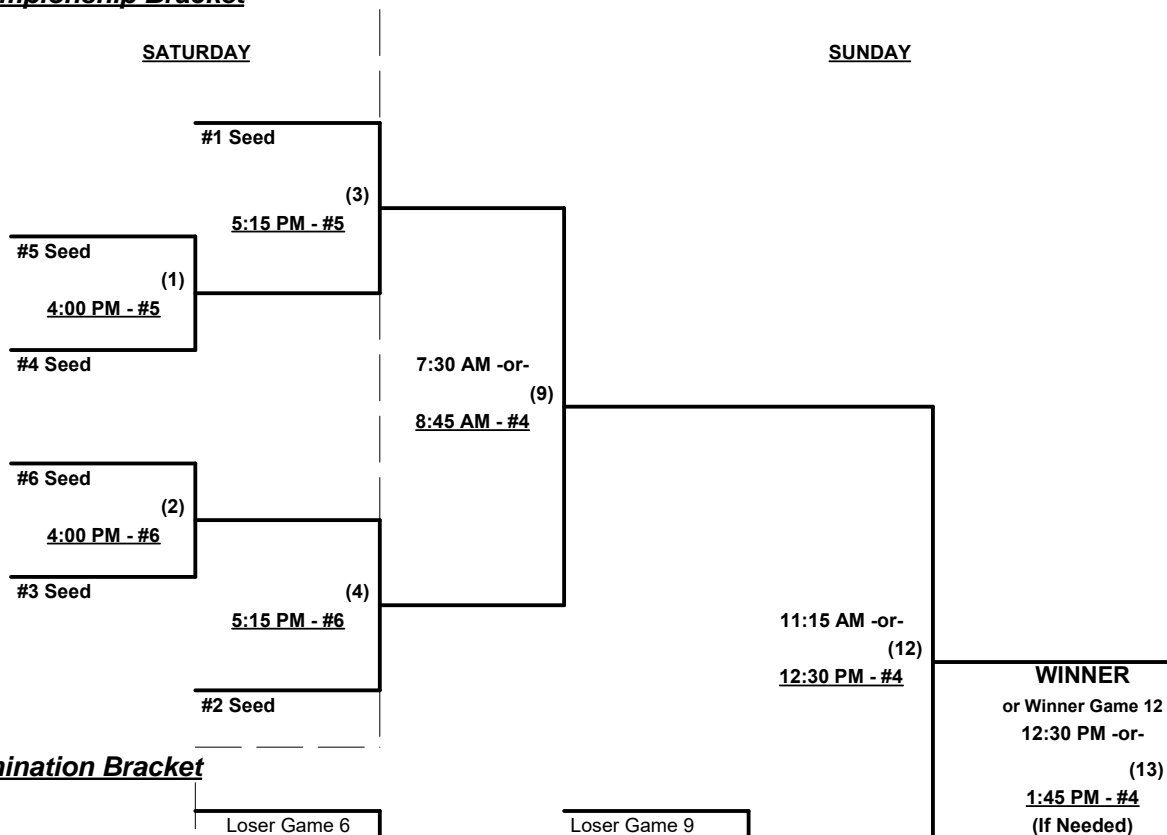 SATURDAY
SUNDAY
#1 Seed
(3)
5:15 PM - #5
#5 Seed
(1)
4:00 PM - #5
#4 Seed
7:30 AM -or-
(9)
8:45 AM - #4
#6 Seed
(2)
4:00 PM - #6
#3 Seed
(4)
5:15 PM - #6
11:15 AM -or-
(12)
12:30 PM - #4
#2 Seed
WINNER
or Winner Game 12
12:30 PM -or-
(13)
1:45 PM - #4
(If Needed)
Bracket
Loser Game 6
Loser Game 9